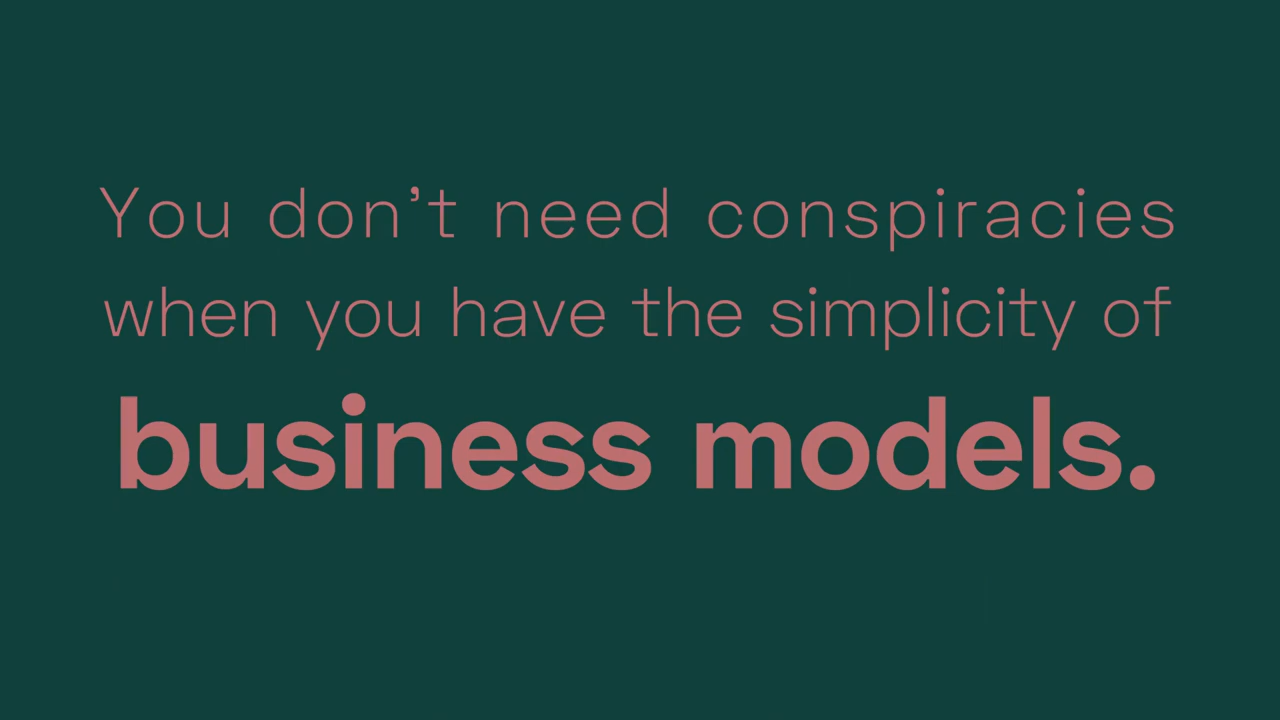 You don’t need conspiracies
when you have the simplicity of
business models.